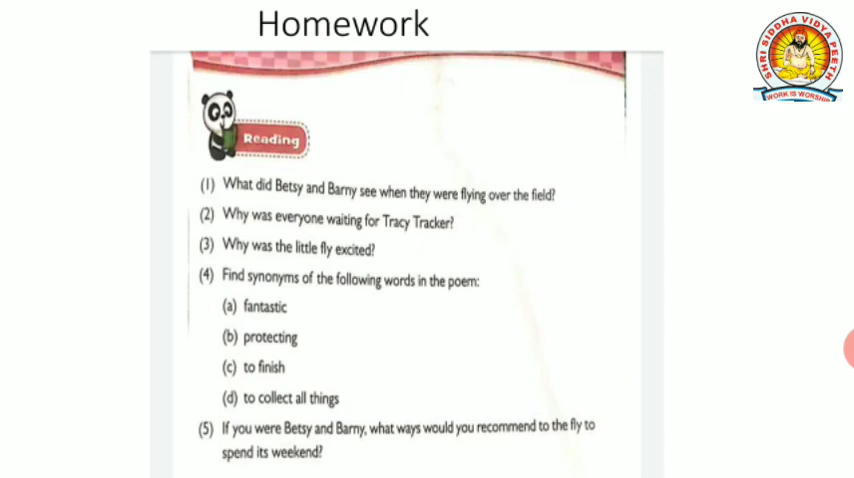 Homework
SHRI SIDDHA VIDYA PEETH
WORK IS WORSHIP
Reading
(1) What did Betsy and Barny see when they were flying over the field?
(2) Why was everyone waiting for Tracy Tracker?
(3) Why was the little fly excited?
(4) Find synonyms of the following words in the poem:
(a) fantastic
(b) protecting
(c) to finish
(d) to collect all things
(5) If you were Betsy and Barny, what ways would you recommend to the fly to
spend its weekend?